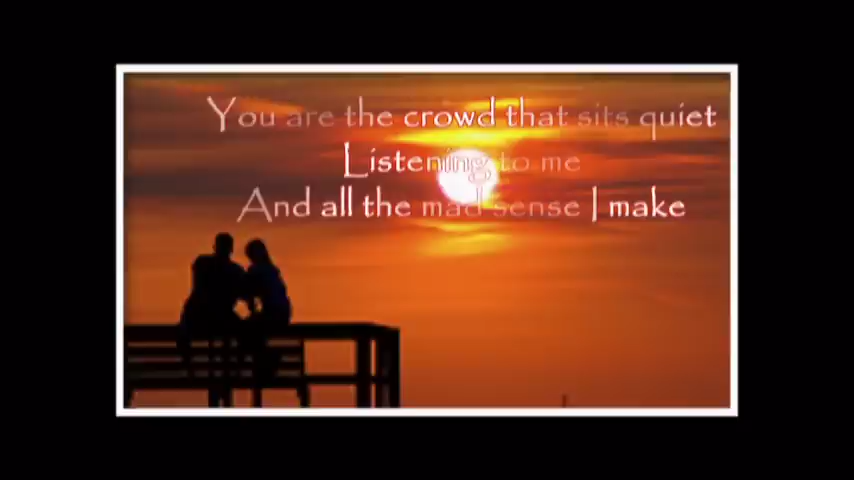 You are the crowd that sits quiet
Listening to me
And all the mad sense I make